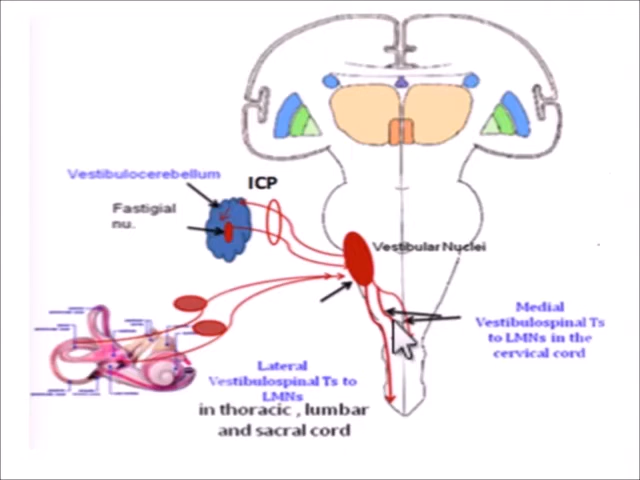 Vestibulocerebellum
ICP
Fastigial
nu.
Vestibular Nuclei
Medial
Vestibulospinal Ts
to LMNs in the
cervical cord
Lateral
Vestibulospinal Ts to
LMNs
in thoracic , lumbar
and sacral cord